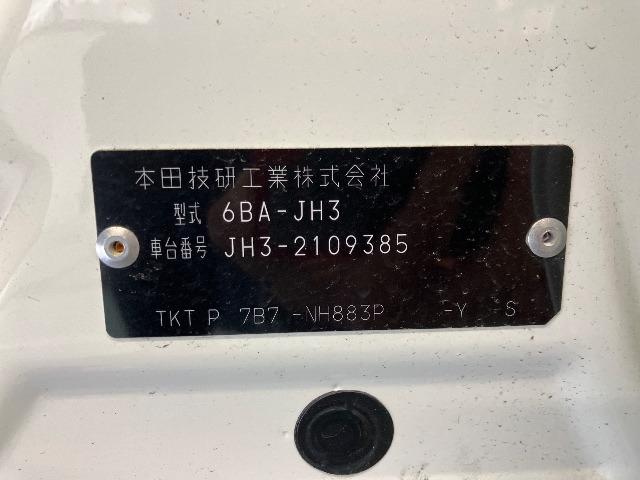 本田技研工業株式会社
型式 6BA-JH3
車台番号 JH3-2109385
TKT P 7B7 -NH883P -Y -S